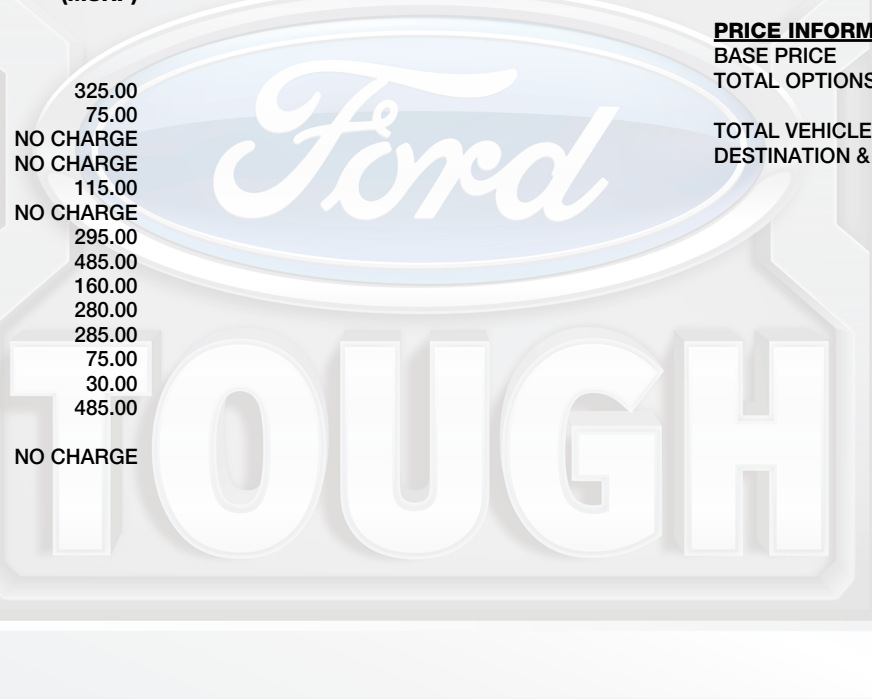 325.00
75.00
NO CHARGE
NO CHARGE
115.00
NO CHARGE
295.00
485.00
160.00
280.00
285.00
75.00
30.00
485.00
NO CHARGE
PRICE
BASE PRICE
TOTAL OPTIONS
TOTAL VEHICLE
DESTINATION &
Ford
TOUGH